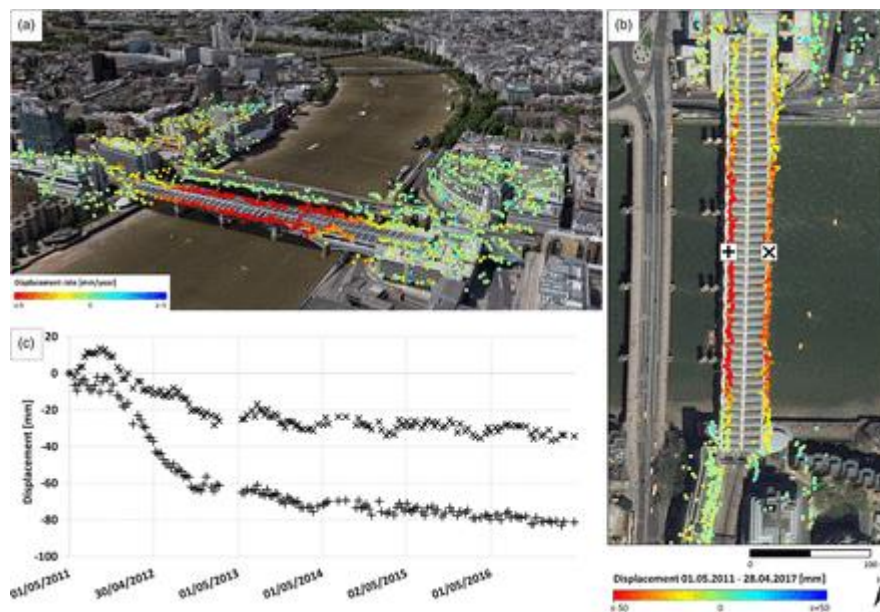 (a)
Displacement rate [mm/year]
0
(b)
(c)
20
0
-20
-40
-60
-80
-100
Displacement [mm]
01/05/2011
30/04/2012
01/05/2013
01/05/2014
02/05/2015
01/05/2016
0
100
Displacement 01.05.2011 - 28.04.2017 [mm]
0